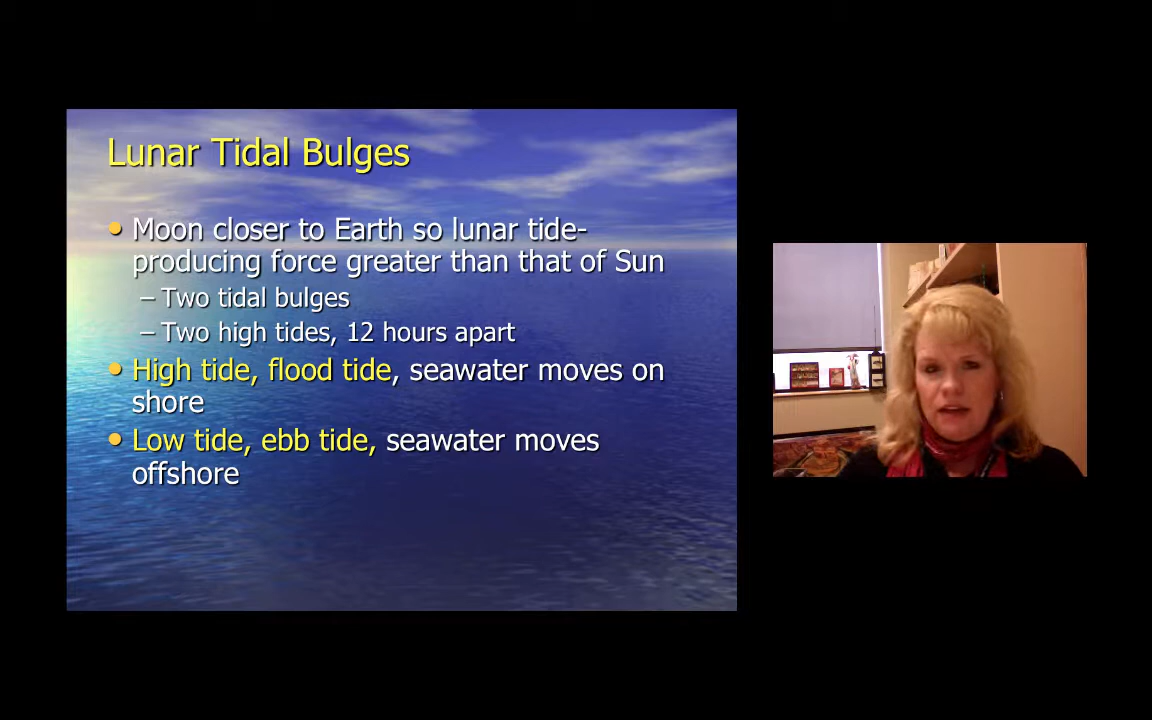 Lunar Tidal Bulges
• Moon closer to Earth so lunar tide-
producing force greater than that of Sun
– Two tidal bulges
– Two high tides, 12 hours apart
• High tide, flood tide, seawater moves on
shore
• Low tide, ebb tide, seawater moves
offshore